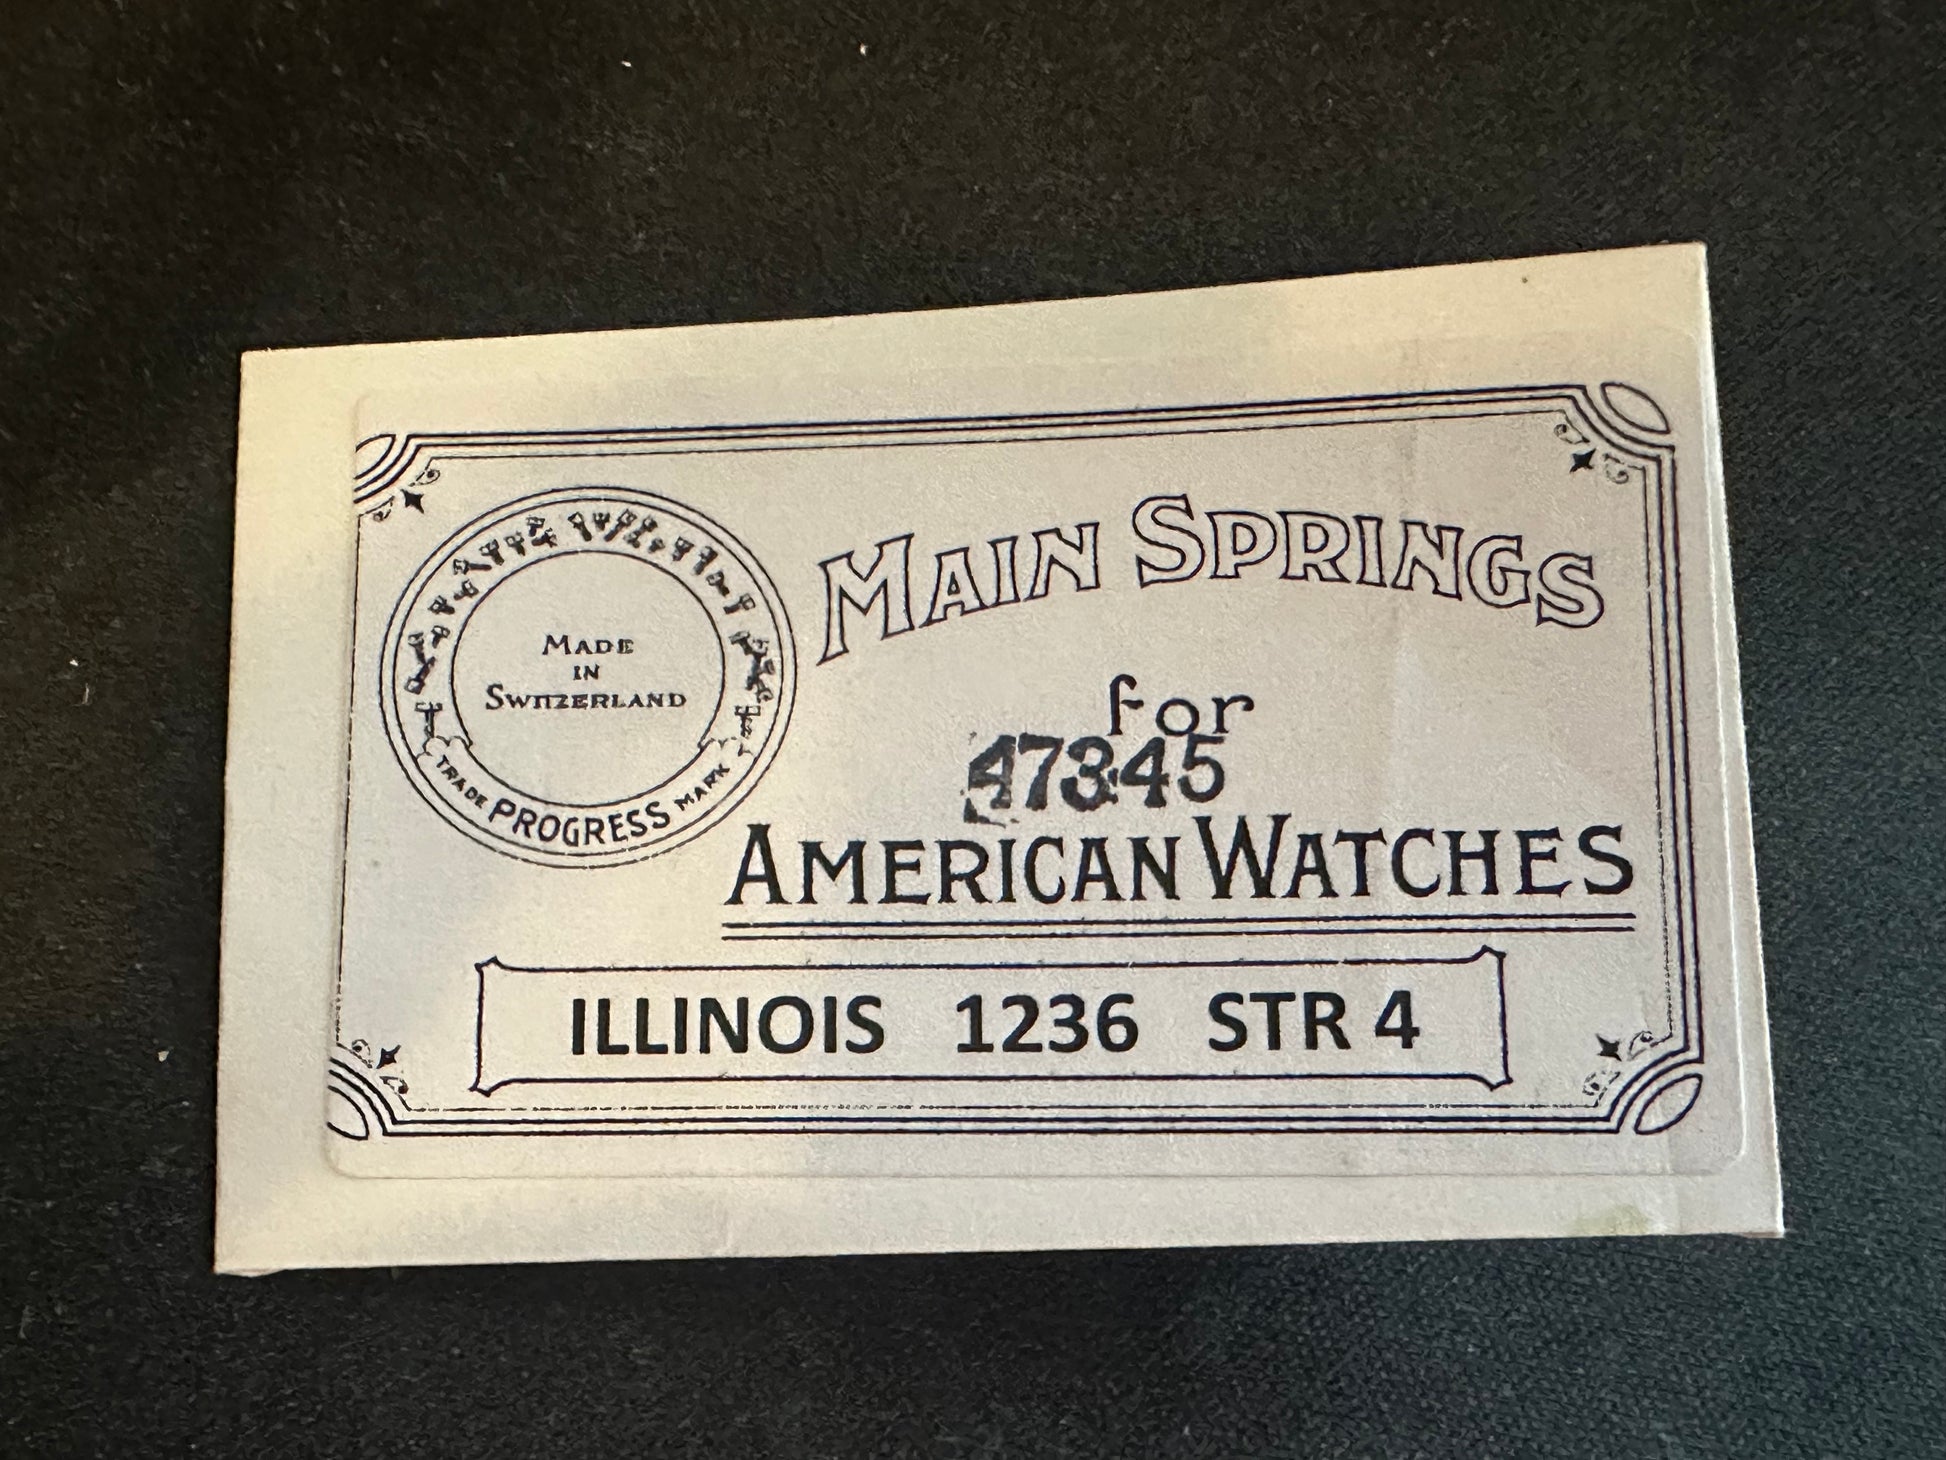 MADE
IN
SWITZERLAND
TRADE PROGRESS MARK
MAIN SPRINGS
for
47345
AMERICAN WATCHES
ILLINOIS 1236 STR 4